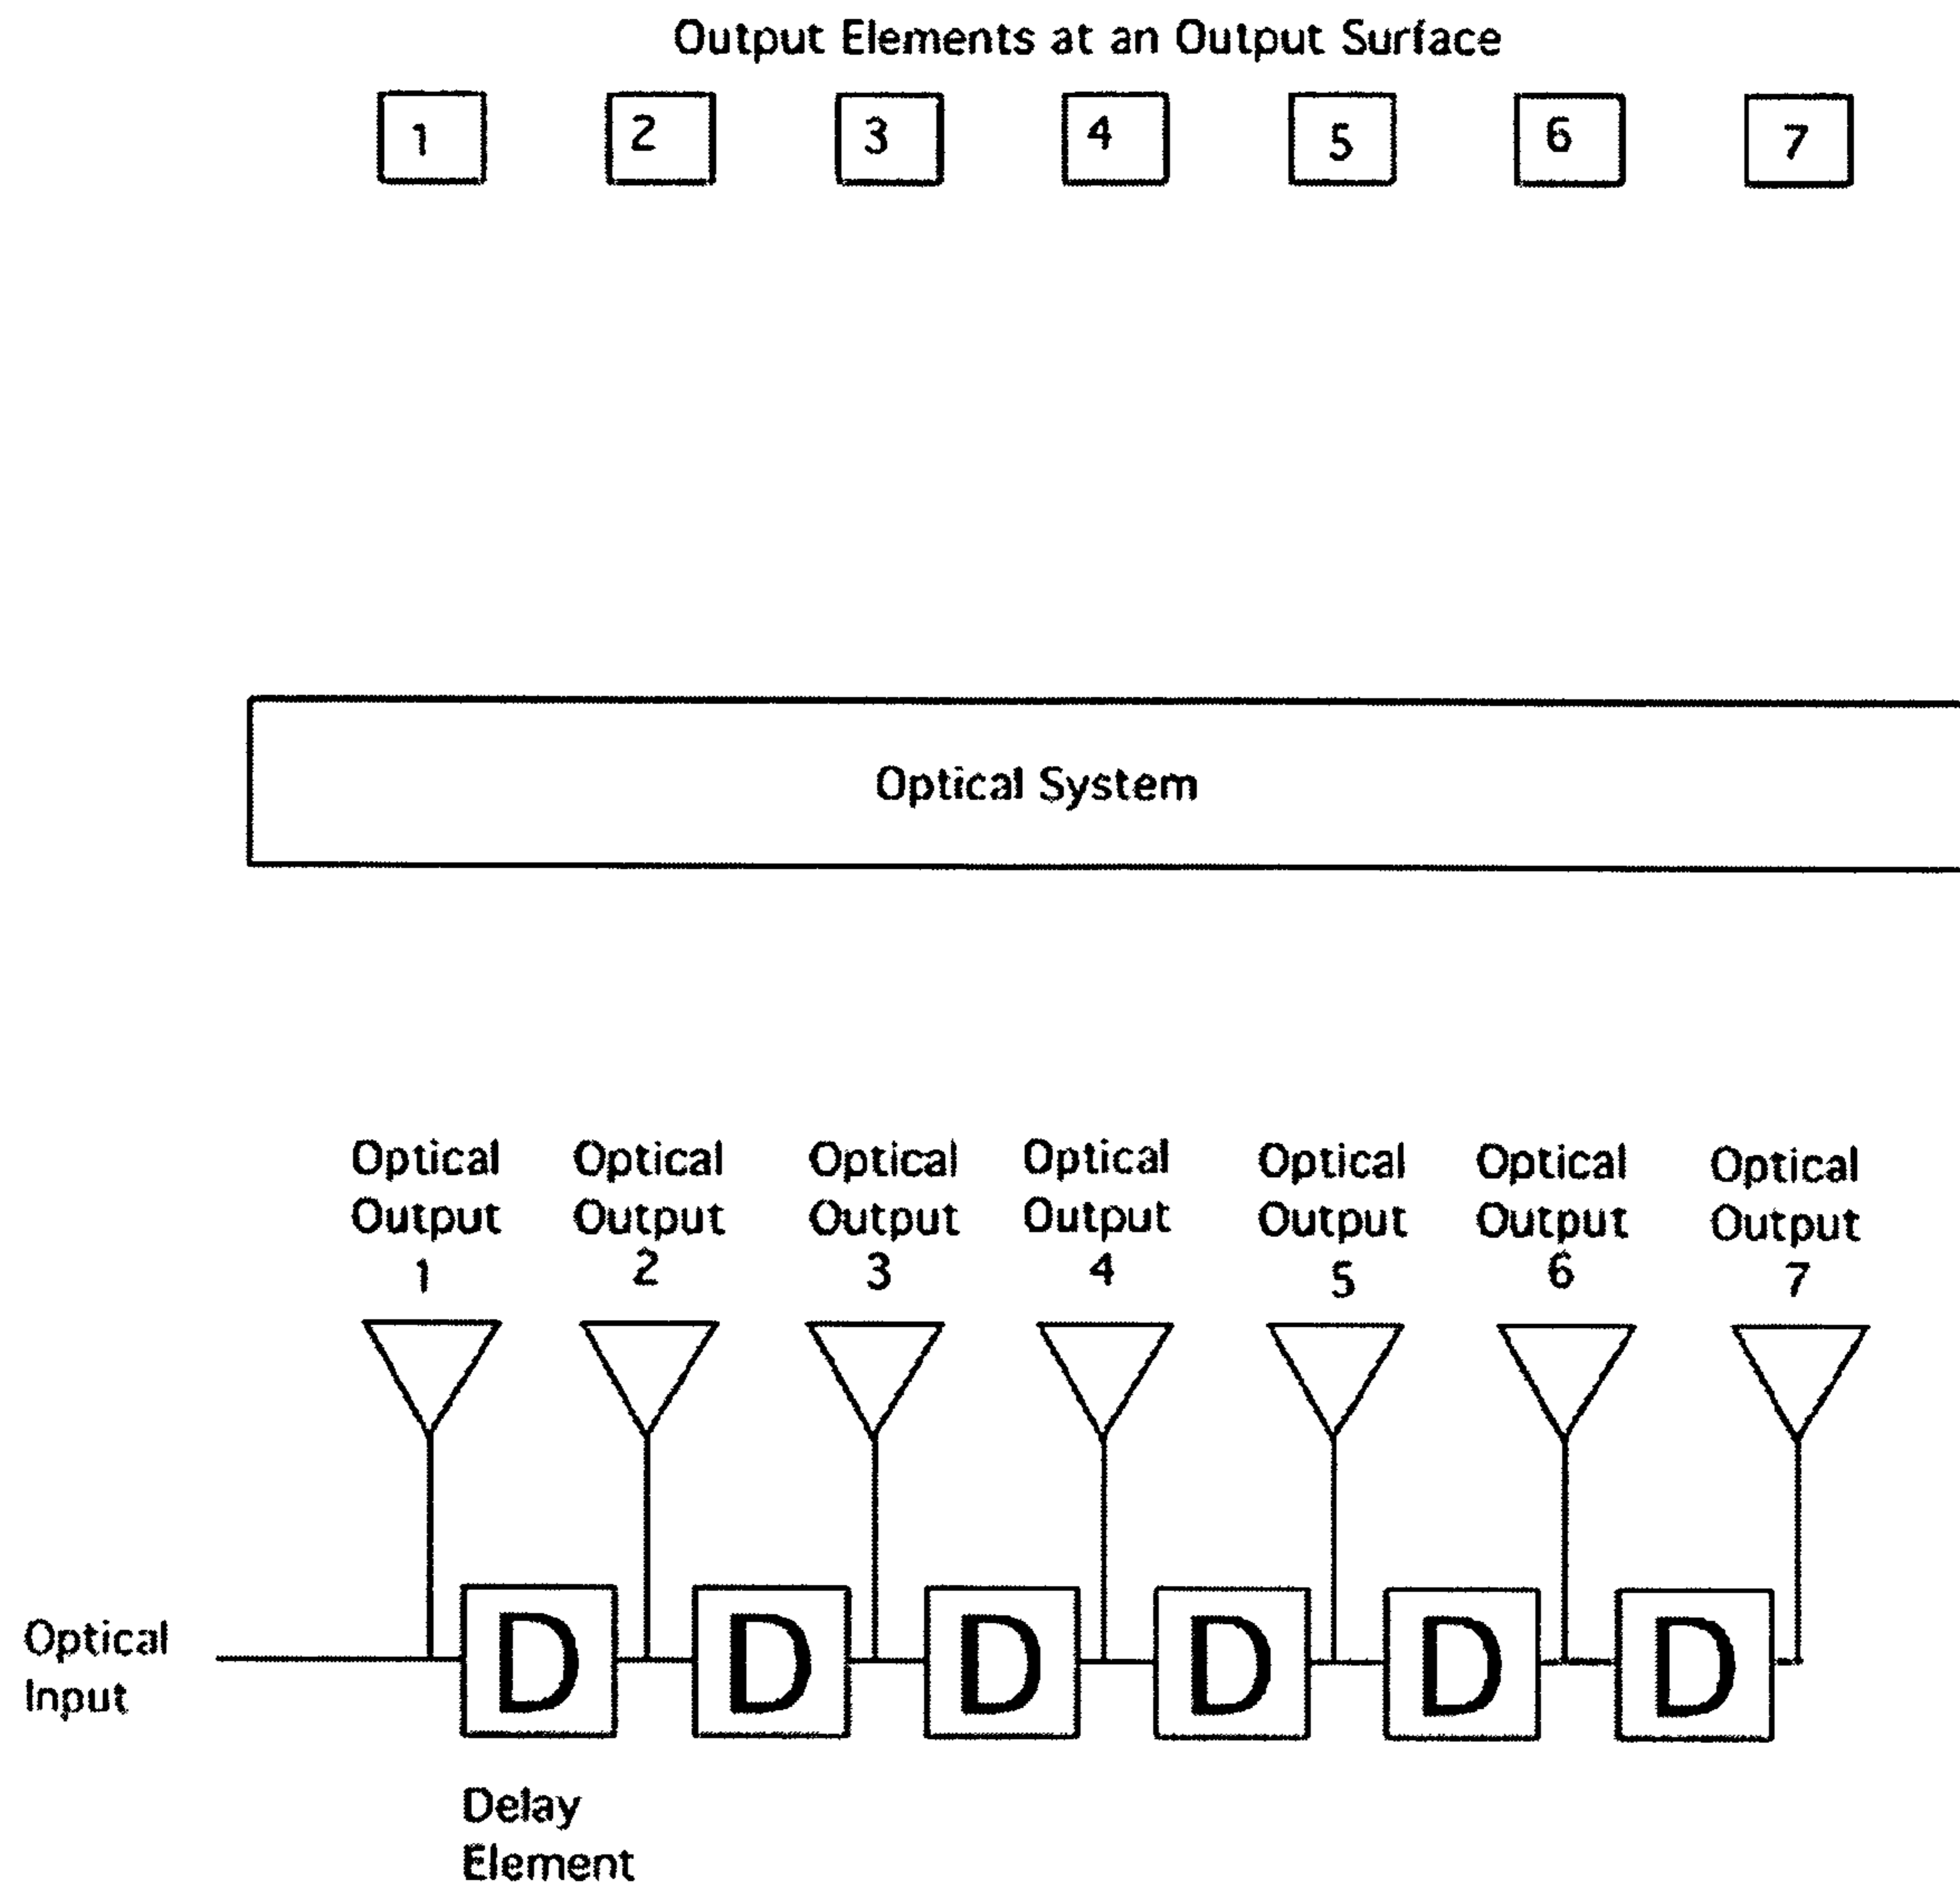 Output Elements at an Output Surface
1 2 3 4 5 6 7
Optical System
Optical Optical Optical Optical Optical Optical Optical
Output Output Output Output Output Output Output
1 2 3 4 5 6 7
D D D D D D
Optical
Input
Delay
Element